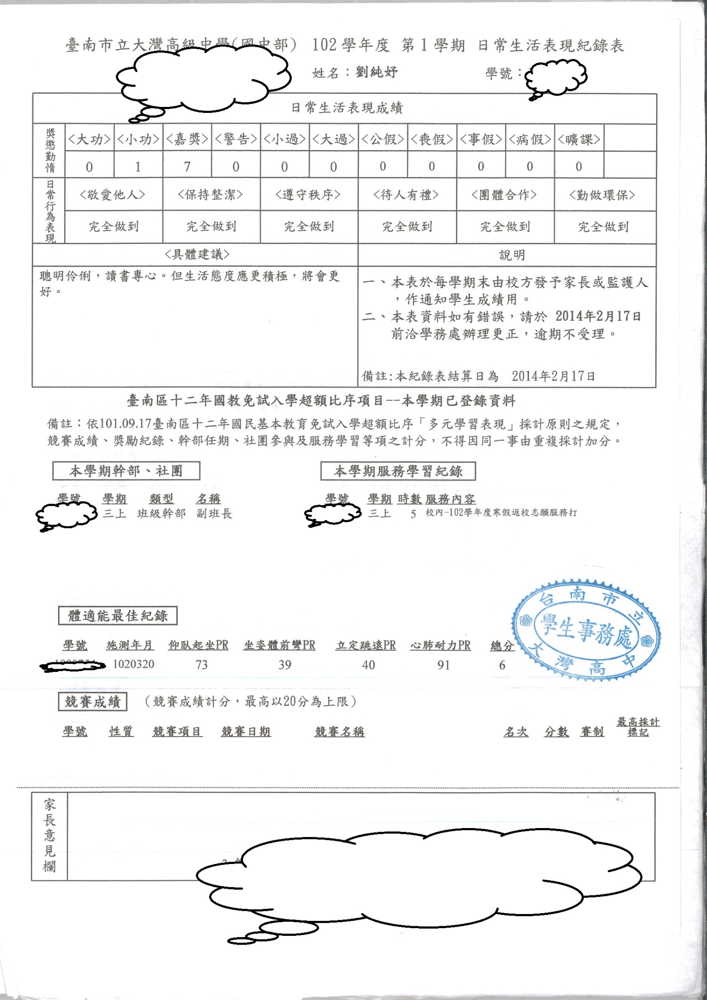 臺南市立大灣高級中學(國中部) 102學年度 第1學期 日常生活表現紀錄表
姓名：劉純妤 學號：
日常生活表現成績
獎懲勤惰 <大功> <小功> <嘉獎> <警告> <小過> <大過> <公假> <喪假> <事假> <病假> <曠課>
0 1 7 0 0 0 0 0 0 0 0
日常行為表現 <敬愛他人> <保持整潔> <遵守秩序> <待人有禮> <團體合作> <勤做環保>
完全做到 完全做到 完全做到 完全做到 完全做到 完全做到
<具體建議> 說明
聰明伶俐，讀書專心。但生活態度應更積極，將會更
好。
一、本表於每學期末由校方發予家長或監護人
，作通知學生成績用。
二、本表資料如有錯誤，請於 2014年2月17日
前洽學務處辦理更正，逾期不受理。
備註:本紀錄表結算日為 2014年2月17日
臺南區十二年國教免試入學超額比序項目--本學期已登錄資料
備註：依101.09.17臺南區十二年國民基本教育免試入學超額比序「多元學習表現」採計原則之規定，
競賽成績、獎勵紀錄、幹部任期、社團參與及服務學習等項之計分，不得因同一事由重複採計加分。
本學期幹部、社團 本學期服務學習紀錄
學號 學期 類型 名稱 學號 學期 時數 服務內容
三上 班級幹部 副班長 三上 5 校內-102學年度寒假返校志願服務打
台南市立
學生事務處
大灣高中
體適能最佳紀錄
學號 施測年月 仰臥起坐PR 坐姿體前彎PR 立定跳遠PR 心肺耐力PR 總分
1020320 73 39 40 91 6
競賽成績 （競賽成績計分，最高以20分為上限）
學號 性質 競賽項目 競賽日期 競賽名稱 名次 分數 賽制 最高採計標記
家長意見欄